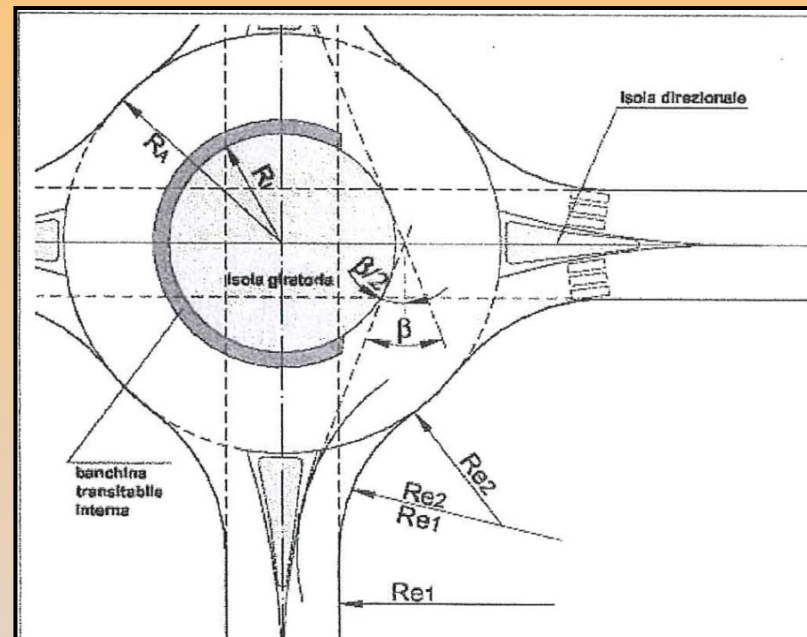 Isola direzionale
RA
Ri
Isola giratoria
β/2
β
banchina
transitabile
interna
Re2
Re2
Re1
Re1